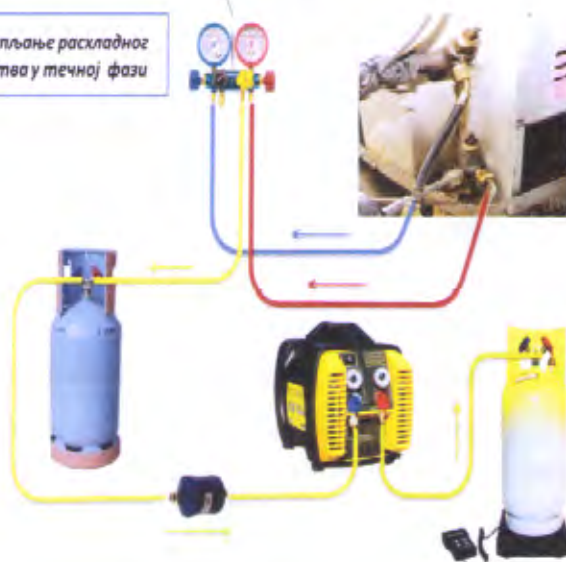 пљање расхладног
тва у течној фази